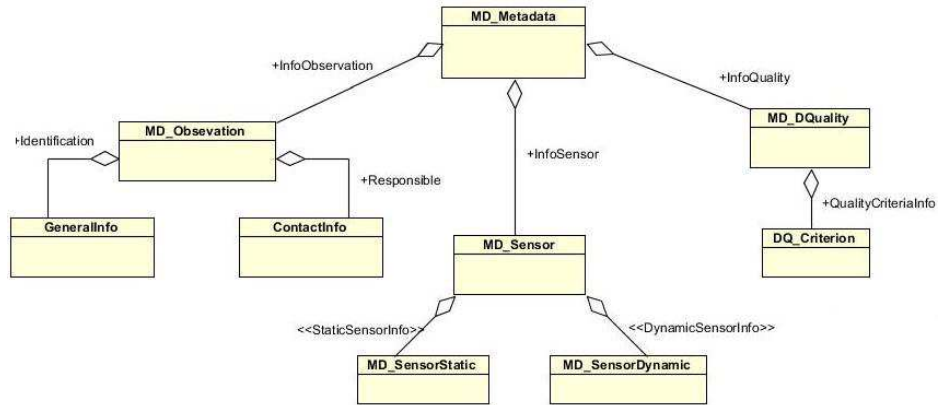 MD_Metadata
+InfoObservation
+InfoQuality
MD_Obsevation
MD_DQuality
+Identification
+InfoSensor
+Responsible
+QualityCriteriaInfo
GeneralInfo
ContactInfo
MD_Sensor
DQ_Criterion
<<StaticSensorInfo>>
<<DynamicSensorInfo>>
MD_SensorStatic
MD_SensorDynamic